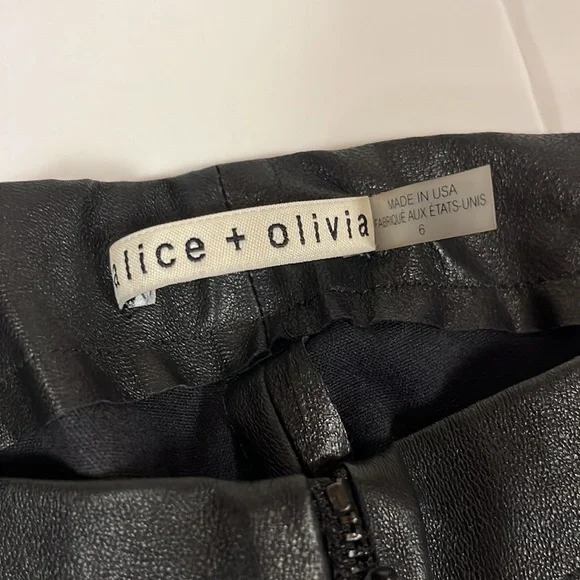 alice + olivia
MADE IN USA
FABRIQUÉ AUX ÉTATS-UNIS
6